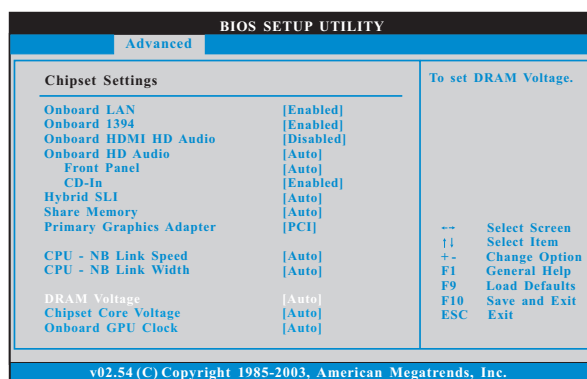 BIOS SETUP UTILITY
Advanced
Chipset Settings
Onboard LAN [Enabled]
Onboard 1394 [Enabled]
Onboard HDMI HD Audio [Disabled]
Onboard HD Audio [Auto]
Front Panel [Auto]
CD-In [Enabled]
Hybrid SLI [Auto]
Share Memory [Auto]
Primary Graphics Adapter [PCI]
CPU - NB Link Speed [Auto]
CPU - NB Link Width [Auto]
DRAM Voltage [Auto]
Chipset Core Voltage [Auto]
Onboard GPU Clock [Auto]
To set DRAM Voltage.
↔ Select Screen
↑↓ Select Item
+- Change Option
F1 General Help
F9 Load Defaults
F10 Save and Exit
ESC Exit
v02.54 (C) Copyright 1985-2003, American Megatrends, Inc.